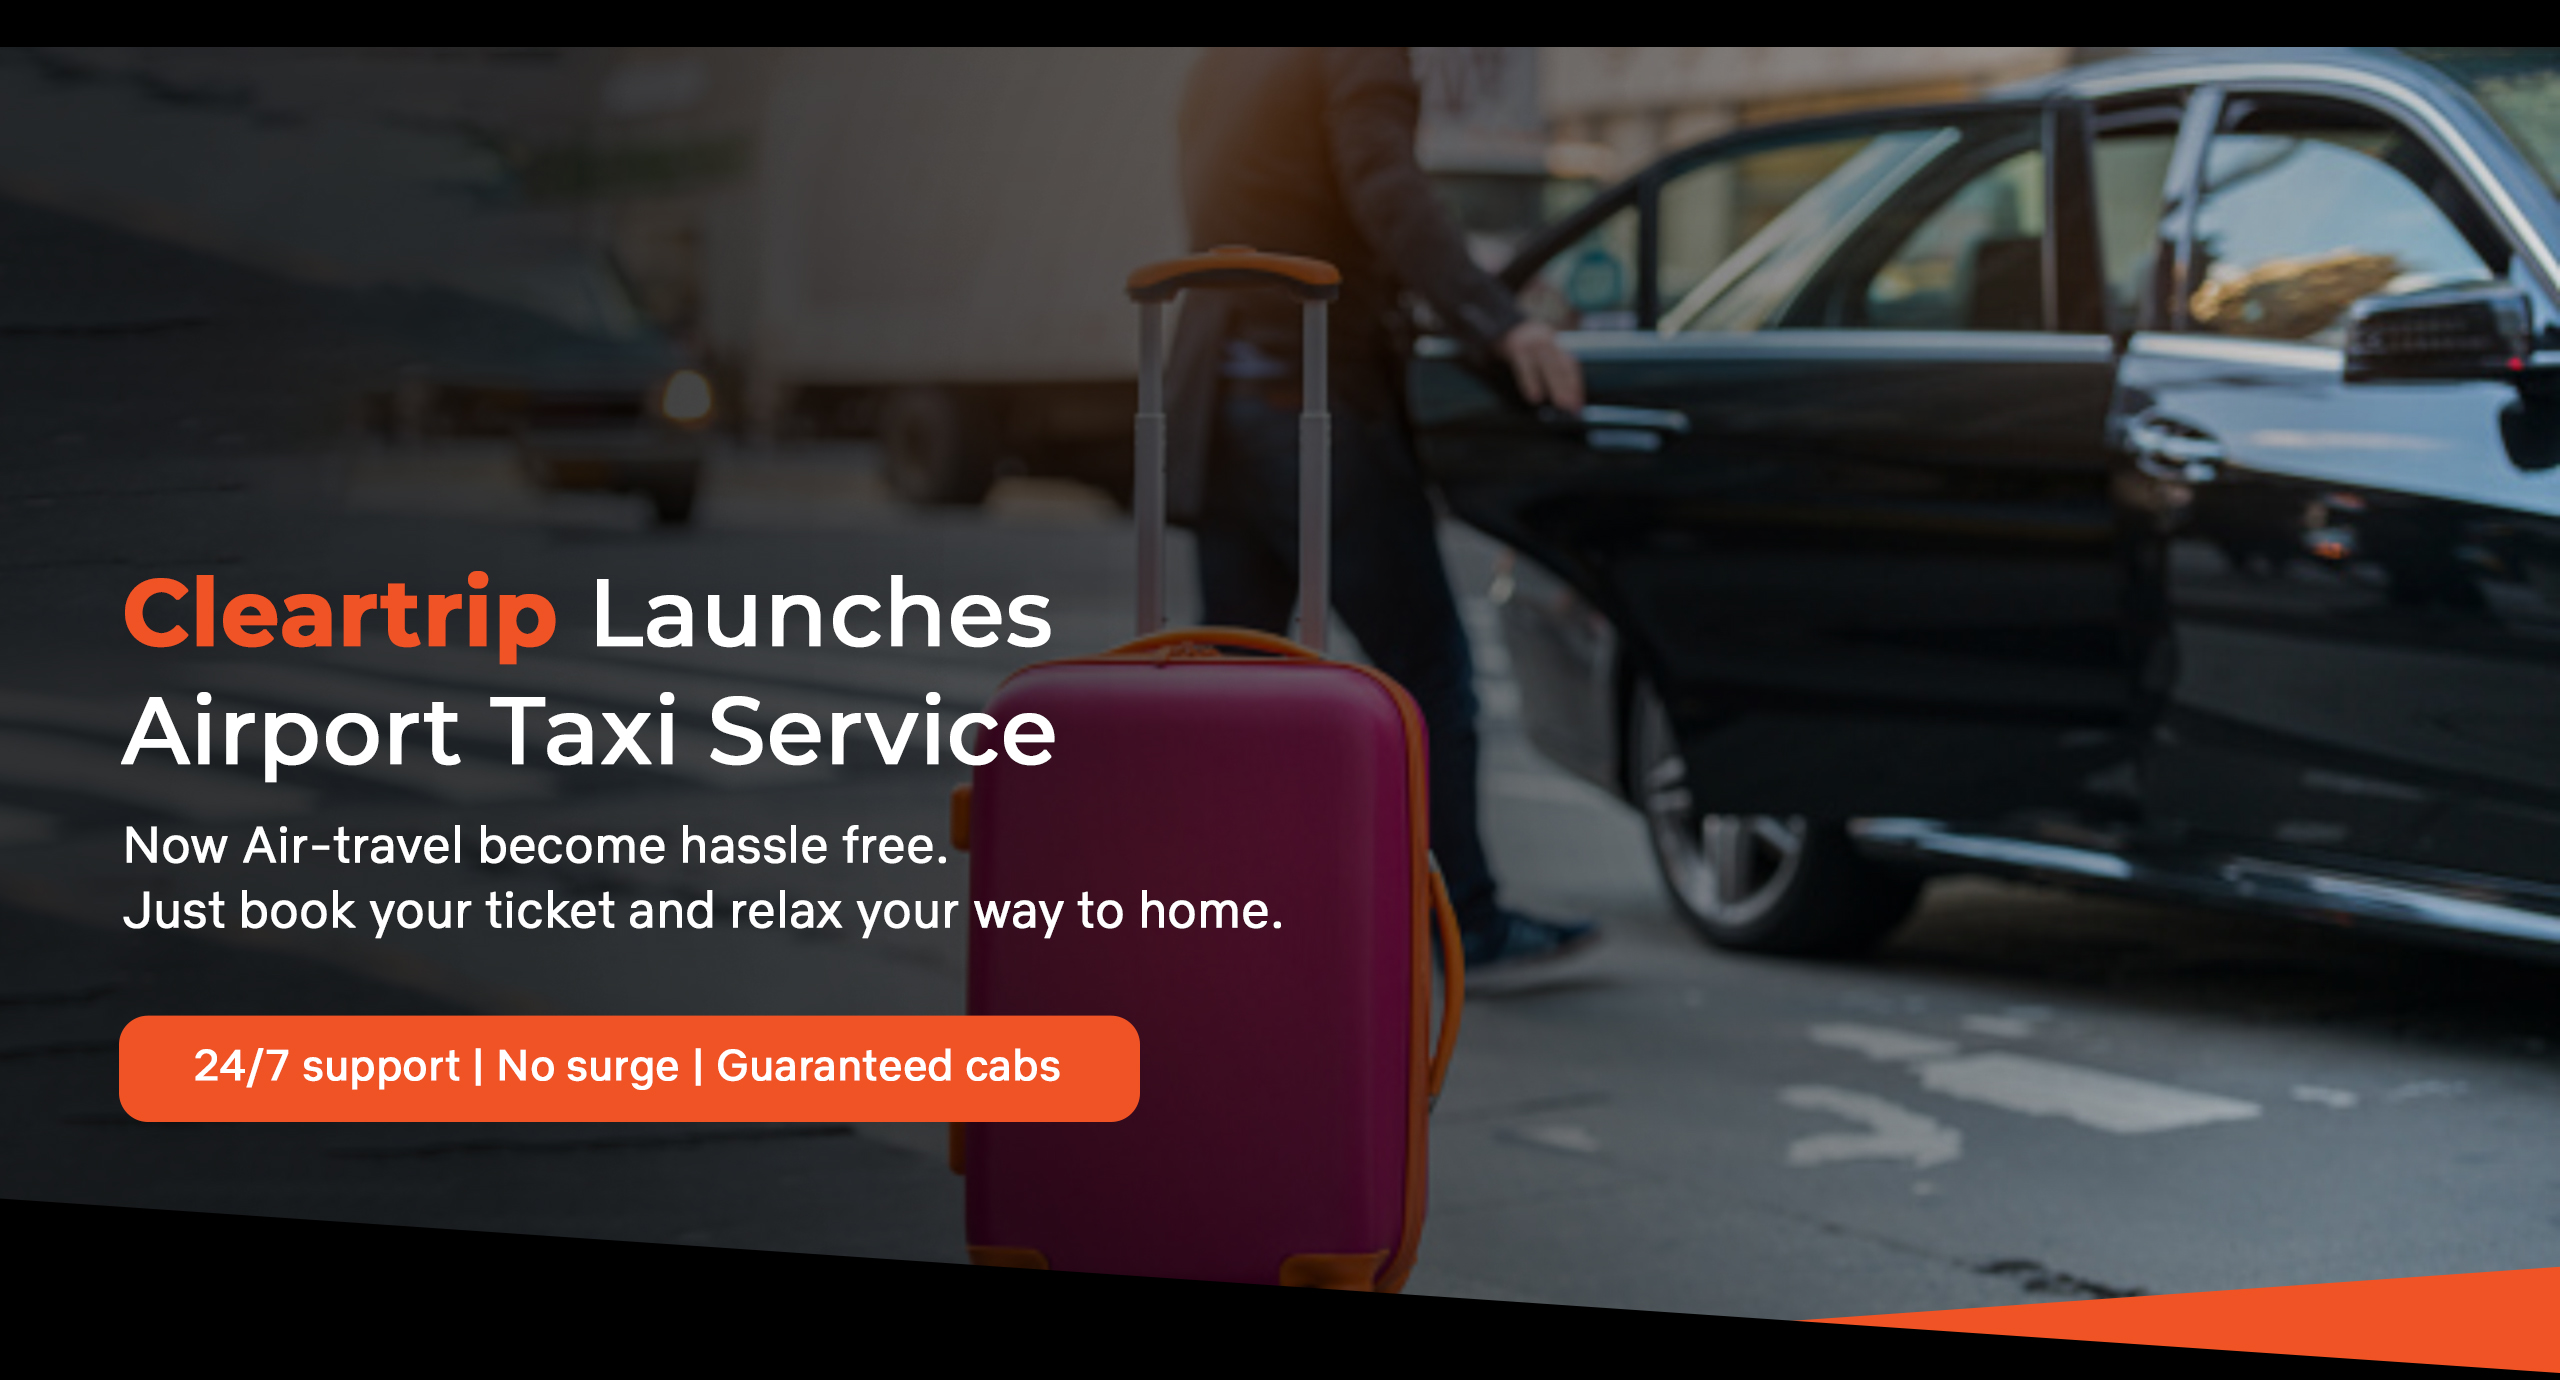 Cleartrip Launches
Airport Taxi Service
Now Air-travel become hassle free.
Just book your ticket and relax your way to home.
24/7 support | No surge | Guaranteed cabs